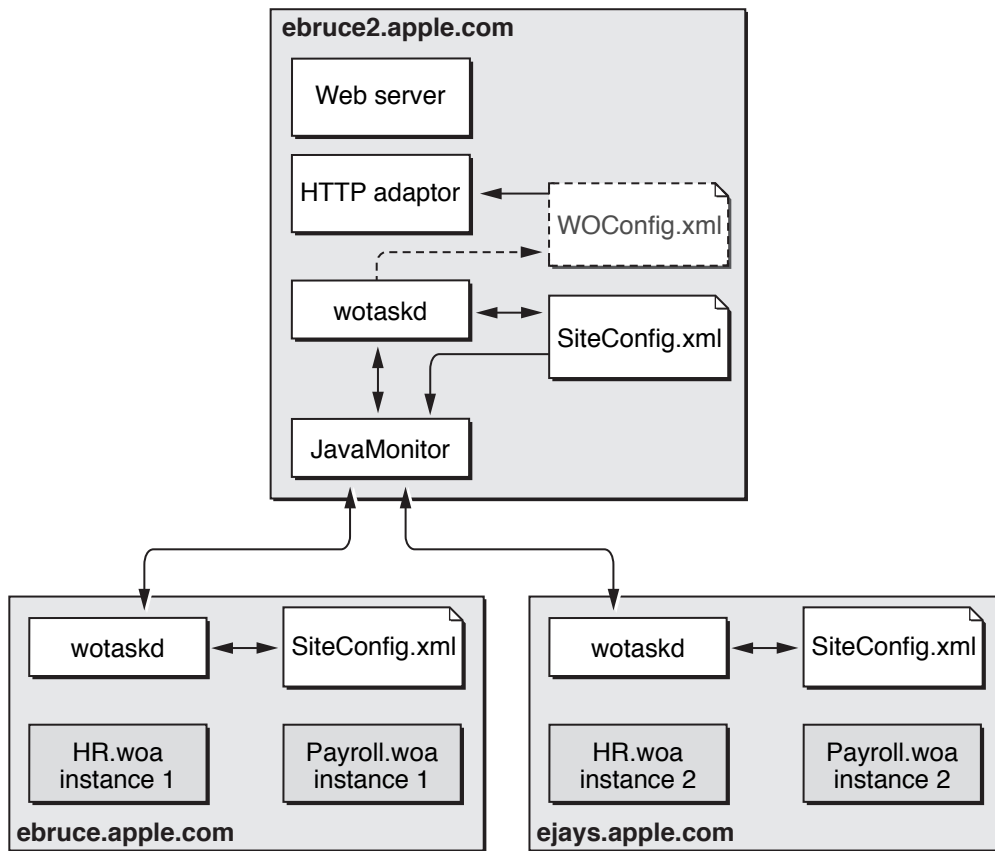 ebruce2.apple.com
Web server
HTTP adaptor
WOConfig.xml
wotaskd
SiteConfig.xml
JavaMonitor
wotaskd
SiteConfig.xml
HR.woa
instance 1
Payroll.woa
instance 1
ebruce.apple.com
wotaskd
SiteConfig.xml
HR.woa
instance 2
Payroll.woa
instance 2
ejays.apple.com